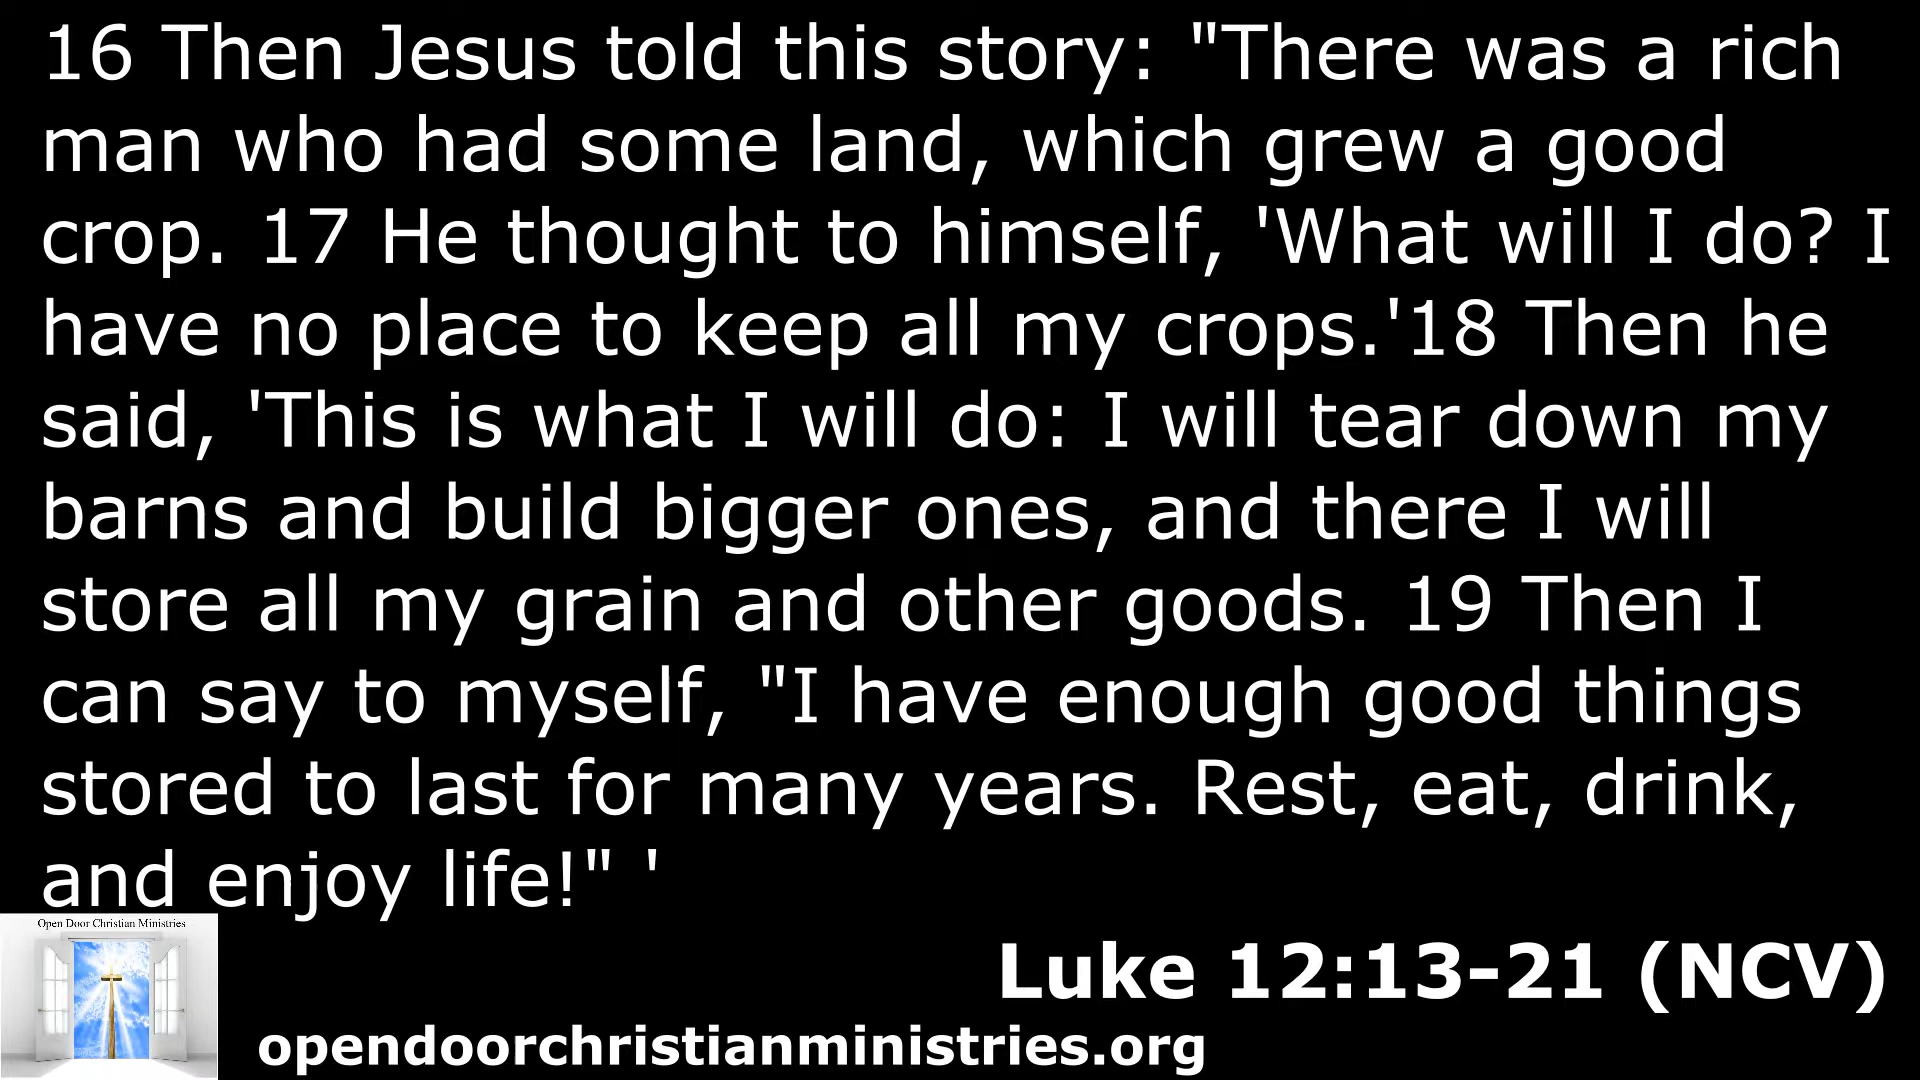 16 Then Jesus told this story: "There was a rich
man who had some land, which grew a good
crop. 17 He thought to himself, 'What will I do? I
have no place to keep all my crops.'18 Then he
said, 'This is what I will do: I will tear down my
barns and build bigger ones, and there I will
store all my grain and other goods. 19 Then I
can say to myself, "I have enough good things
stored to last for many years. Rest, eat, drink,
and enjoy life!" '
Open Door Christian Ministries
Luke 12:13-21 (NCV)
opendoorchristianministries.org